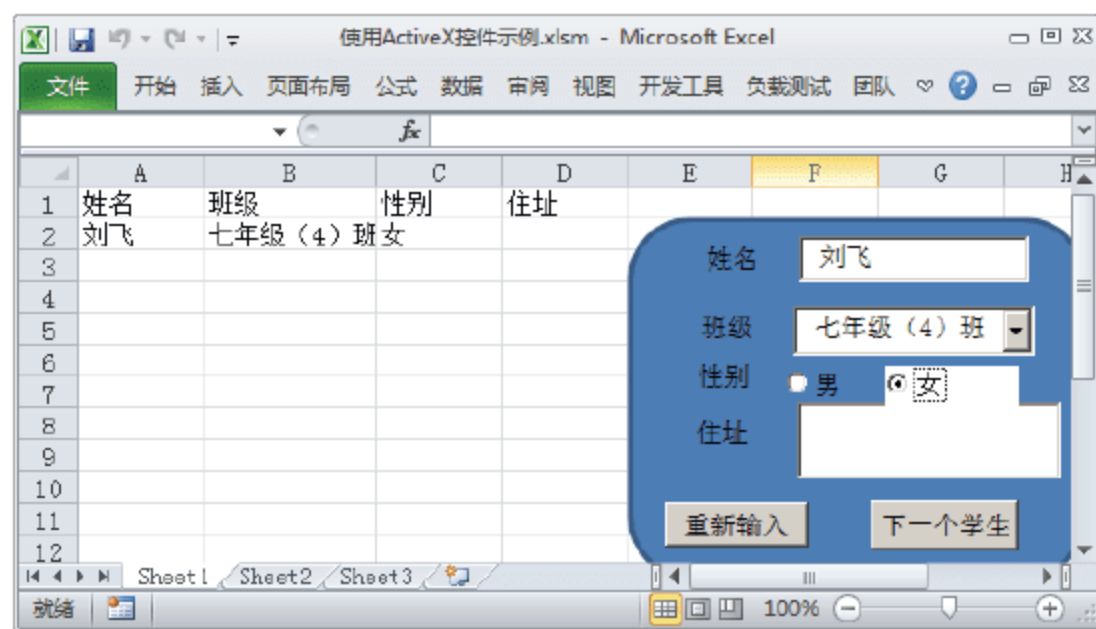 使用ActiveX控件示例.xlsm - Microsoft Excel
文件 开始 插入 页面布局 公式 数据 审阅 视图 开发工具 负载测试 团队
fx
A B C D E F G H
1 姓名 班级 性别 住址
2 刘飞 七年级（4）班 女
3
4
5
6
7
8
9
10
11
12
姓名 刘飞
班级 七年级（4）班
性别 男 女
住址
重新输入 下一个学生
Sheet1 Sheet2 Sheet3
就绪 100%